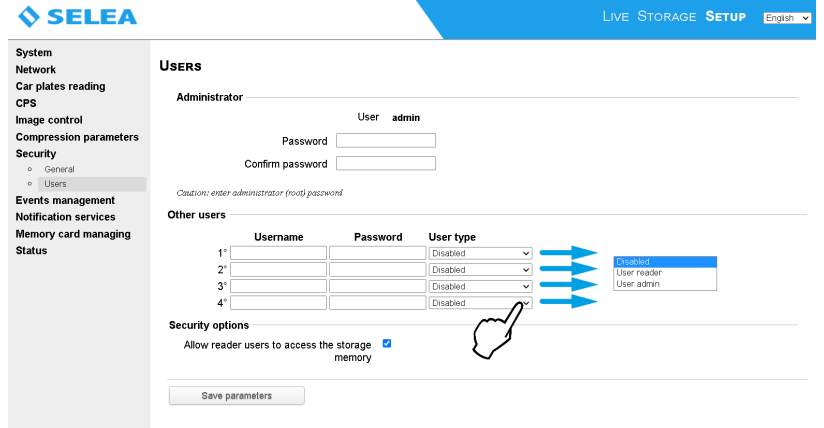 SELEA
LIVE STORAGE SETUP English
System
Network
Car plates reading
CPS
Image control
Compression parameters
Security
General
Users
Events management
Notification services
Memory card managing
Status
USERS
Administrator
User admin
Password
Confirm password
Caution: enter administrator (root) password
Other users
Username Password User type
1° Disabled
2° Disabled
3° Disabled
4° Disabled
Disabled
User reader
User admin
Security options
Allow reader users to access the storage
memory
Save parameters